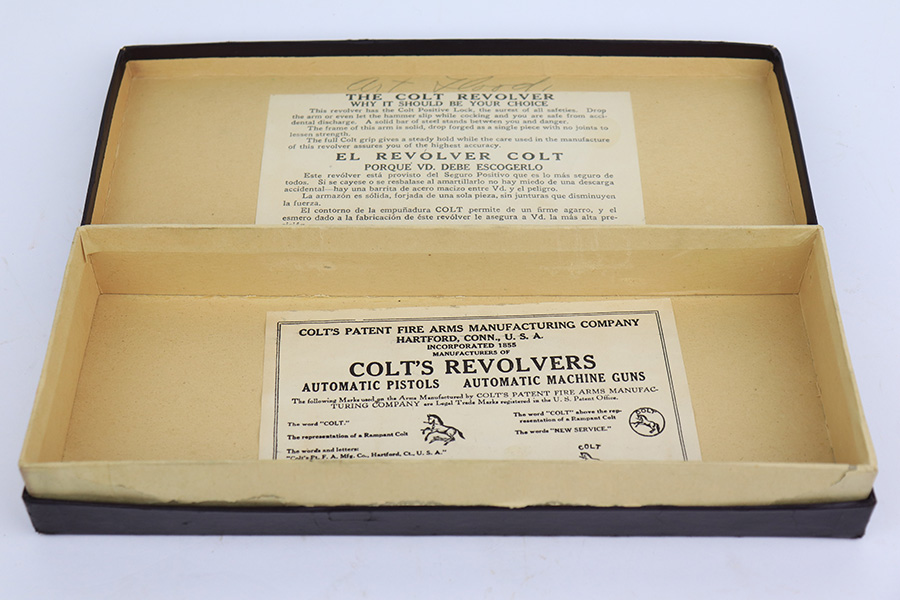 THE COLT REVOLVER
WHY IT SHOULD BE YOUR CHOICE
This revolver has the Colt Positive Lock, the surest of all safeties. Drop
the arm or even let the hammer slip while cocking and you are safe from acci-
dental discharge. A solid bar of steel stands between you and danger.
The frame of this arm is solid, drop forged as a single piece with no joints to
lessen strength.
The full Colt grip gives a steady hold while the care used in the manufacture
of this revolver assures you of the highest accuracy.
EL REVOLVER COLT
PORQUE VD. DEBE ESCOGERLO
Este revólver está provisto del Seguro Positivo que es lo más seguro de
todos. Si se cayese o se resbalase al amartillarlo no hay miedo de una descarga
accidental—hay una barrita de acero macizo entre Vd. y el peligro.
La armazón es sólida, forjada de una sola pieza, sin junturas que disminuyen
la fuerza.
El contorno de la empuñadura COLT permite de un firme agarro, y el
esmero dado a la fabricación de éste revólver le asegura a Vd. la más alta pre-
COLT'S PATENT FIRE ARMS MANUFACTURING COMPANY
HARTFORD, CONN., U. S. A.
INCORPORATED 1855
MANUFACTURERS OF
COLT'S REVOLVERS
AUTOMATIC PISTOLS AUTOMATIC MACHINE GUNS
The following Marks used on the Arms Manufactured by COLT'S PATENT FIRE ARMS MANUFAC-
TURING COMPANY are Legal Trade Marks registered in the U. S. Patent Office.
The word "COLT."
The representation of a Rampant Colt
The words and letters:
"Colt's Pt. F. A. Mfg. Co., Hartford, Ct., U. S. A."
The word "COLT" above the rep-
resentation of a Rampant Colt
The words "NEW SERVICE."
COLT
COLT